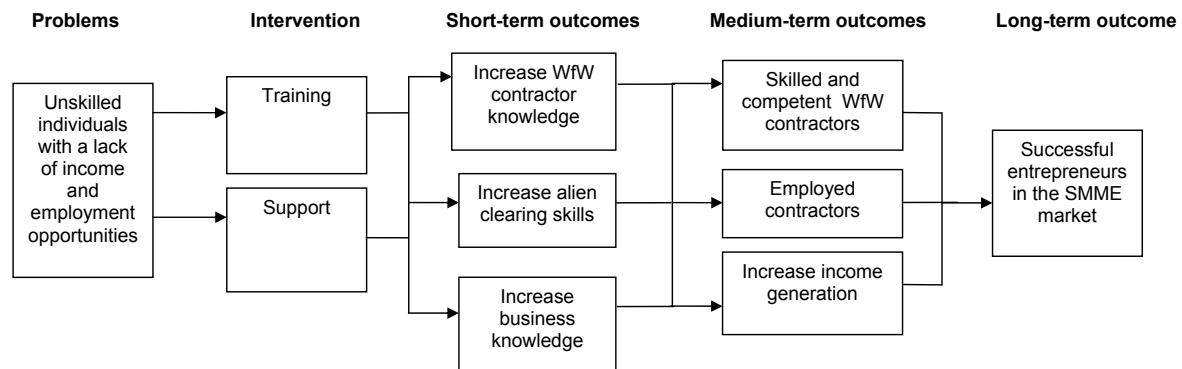 Problems
Intervention
Short-term outcomes
Medium-term outcomes
Long-term outcome
Unskilled
individuals
with a lack
of income
and
employment
opportunities
Training
Support
Increase WfW
contractor
knowledge
Increase alien
clearing skills
Increase
business
knowledge
Skilled and
competent WfW
contractors
Employed
contractors
Increase income
generation
Successful
entrepreneurs
in the SMME
market